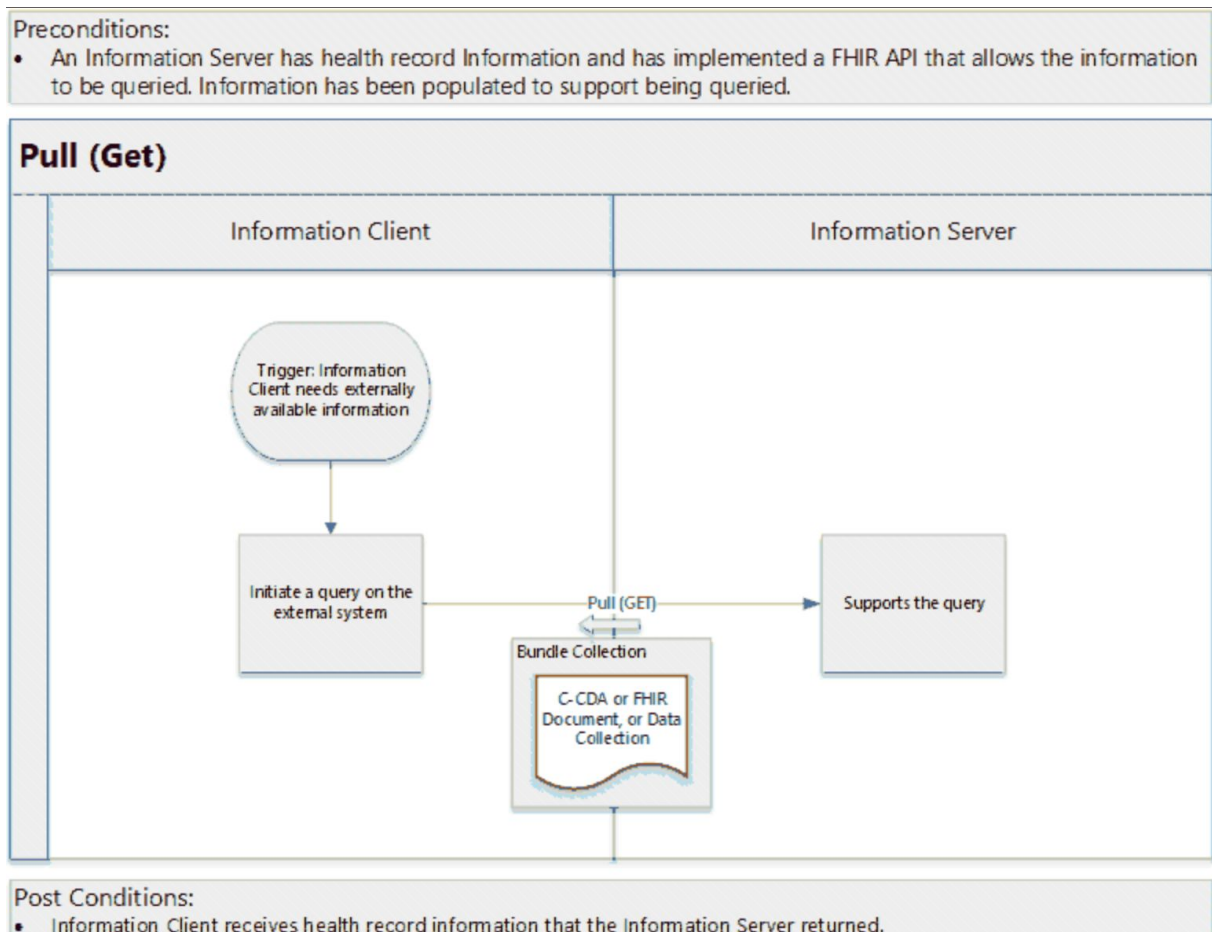 Preconditions:
• An Information Server has health record Information and has implemented a FHIR API that allows the information
to be queried. Information has been populated to support being queried.
Pull (Get)
Information Client
Information Server
Trigger: Information
Client needs externally
available information
Initiate a query on the
external system
Pull (GET)
Supports the query
Bundle Collection
C-CDA or FHIR
Document, or Data
Collection
Post Conditions:
• Information Client receives health record information that the Information Server returned.